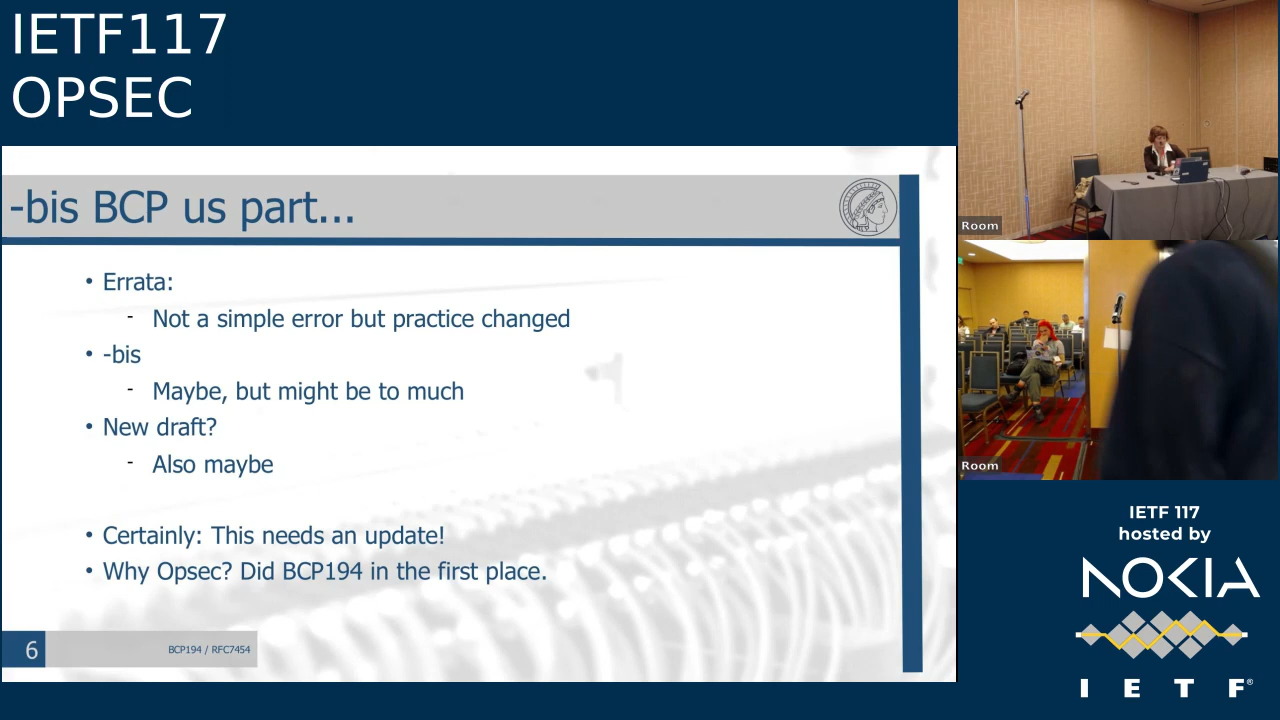 IETF117
OPSEC
-bis BCP us part...
• Errata:
- Not a simple error but practice changed
• -bis
- Maybe, but might be to much
• New draft?
- Also maybe
• Certainly: This needs an update!
• Why Opsec? Did BCP194 in the first place.
6
BCP194 / RFC7454
Room
Room
IETF 117
hosted by
NOKIA
I E T F®